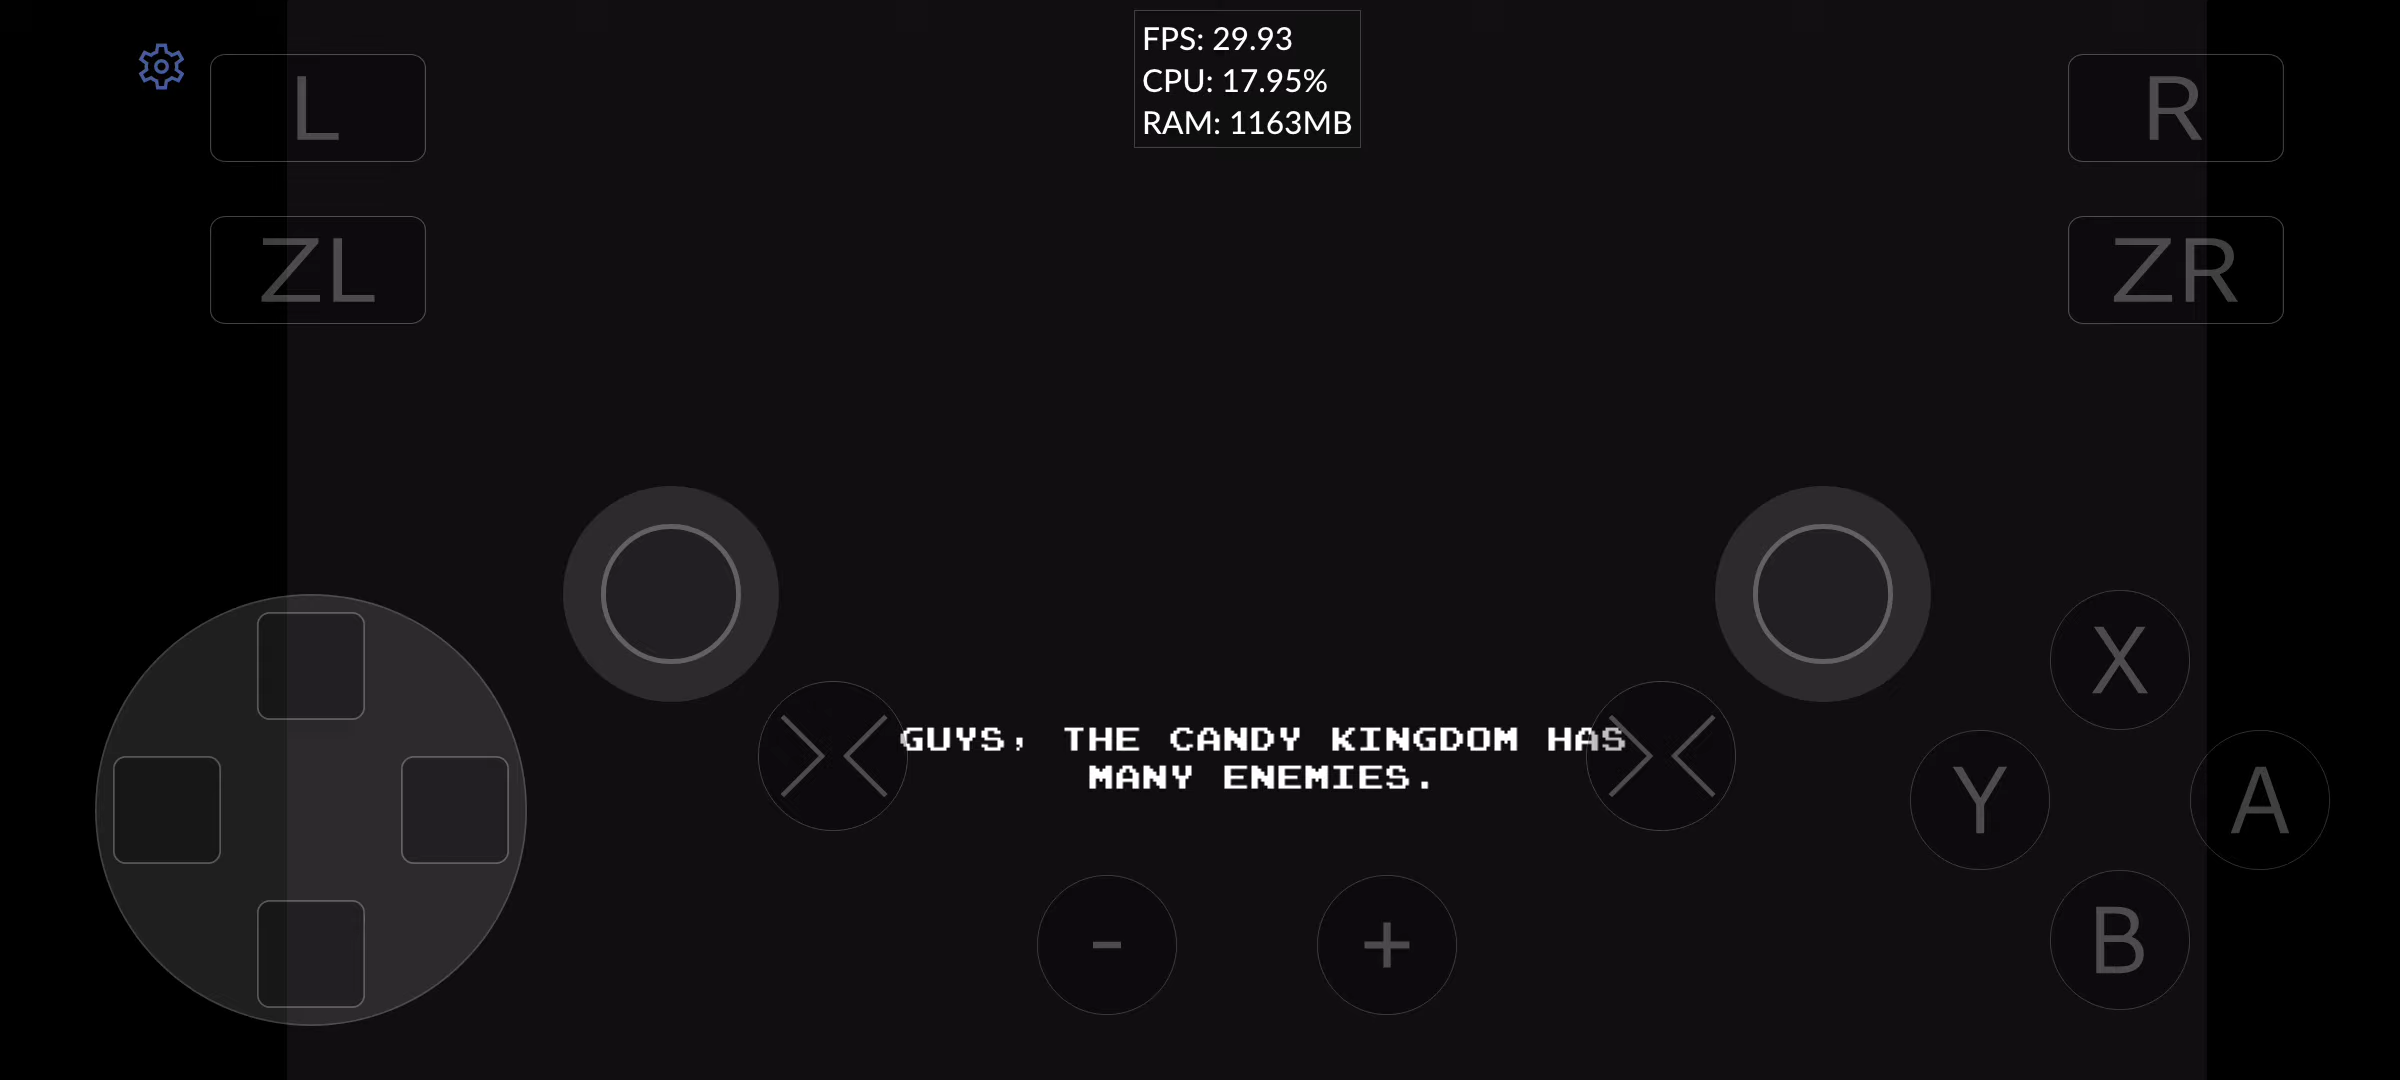 FPS: 29.93
CPU: 17.95%
RAM: 1163MB
L
R
ZL
ZR
X
GUYS, THE CANDY KINGDOM HAS
MANY ENEMIES.
Y
A
-
+
B